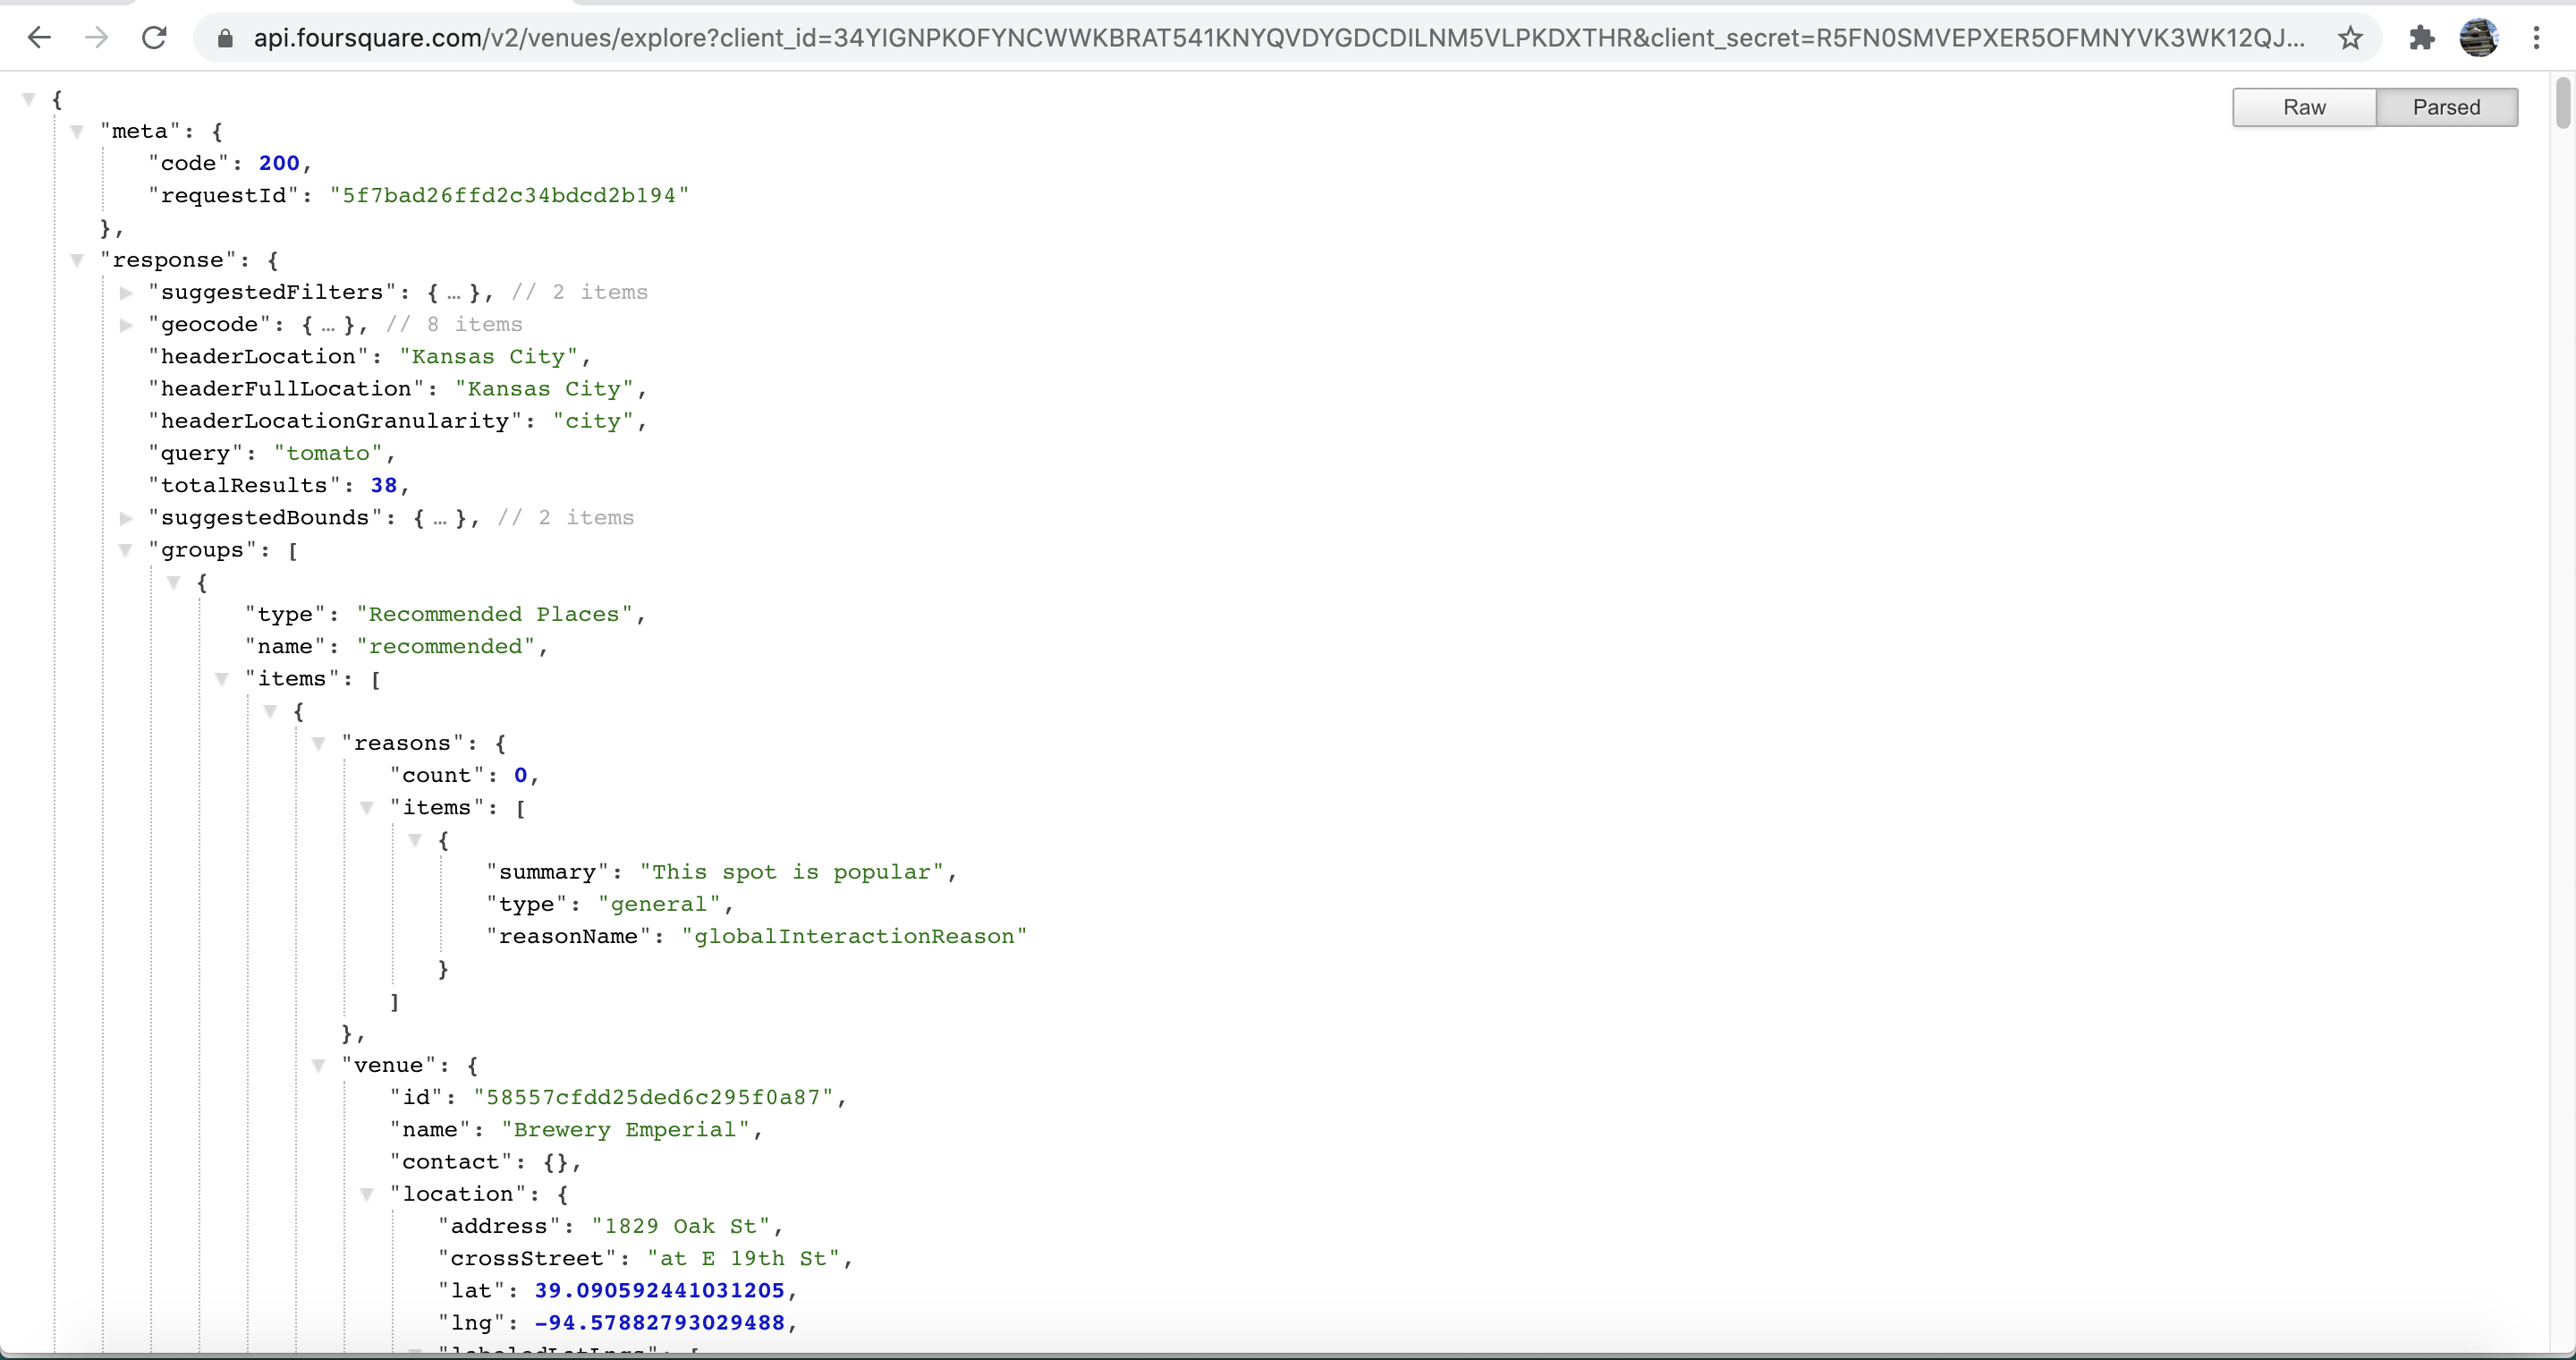 api.foursquare.com/v2/venues/explore?client_id=34YIGNPKOFYNCWWKBRAT541KNYQVDYGDCDILNM5VLPKDXTHR&client_secret=R5FN0SMVEPXER5OFMNYVK3WK12QJ...
Raw Parsed
{
"meta": {
"code": 200,
"requestId": "5f7bad26ffd2c34bdcd2b194"
},
"response": {
"suggestedFilters": { … }, // 2 items
"geocode": { … }, // 8 items
"headerLocation": "Kansas City",
"headerFullLocation": "Kansas City",
"headerLocationGranularity": "city",
"query": "tomato",
"totalResults": 38,
"suggestedBounds": { … }, // 2 items
"groups": [
{
"type": "Recommended Places",
"name": "recommended",
"items": [
{
"reasons": {
"count": 0,
"items": [
{
"summary": "This spot is popular",
"type": "general",
"reasonName": "globalInteractionReason"
}
]
},
"venue": {
"id": "58557cfdd25ded6c295f0a87",
"name": "Brewery Emperial",
"contact": {},
"location": {
"address": "1829 Oak St",
"crossStreet": "at E 19th St",
"lat": 39.090592441031205,
"lng": -94.57882793029488,
"labeledLatLngs": [